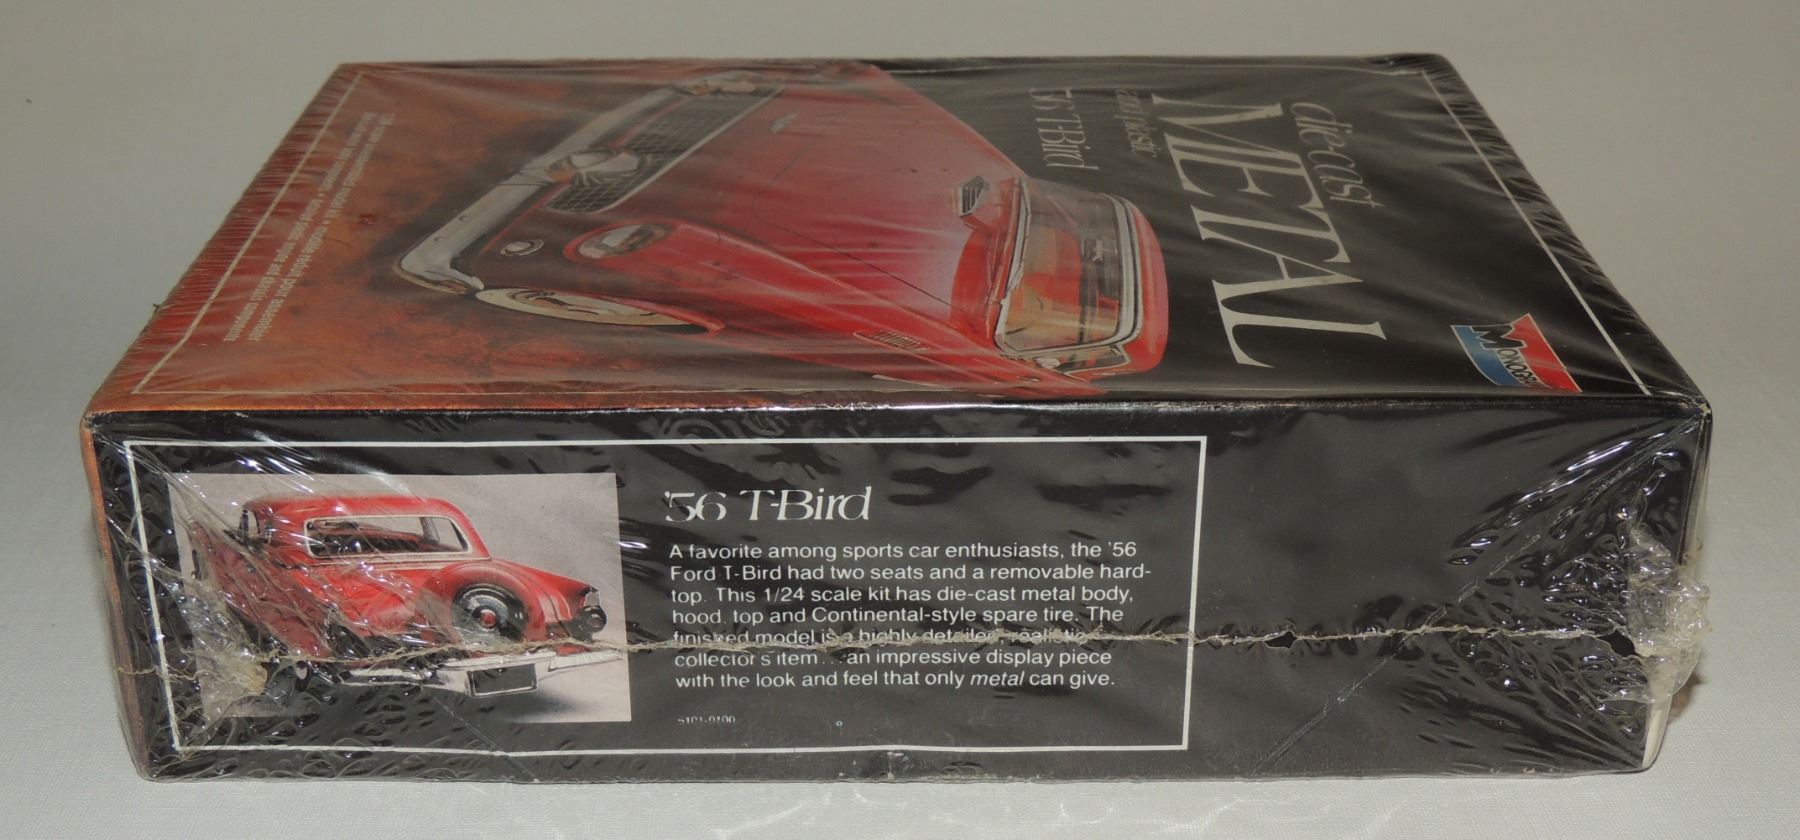 die-cast
METAL
and plastic
'56 T-Bird
MONOGRAM
'56 T-Bird
A favorite among sports car enthusiasts, the '56
Ford T-Bird had two seats and a removable hard-
top. This 1/24 scale kit has die-cast metal body,
hood, top and Continental-style spare tire. The
finished model is a highly detailed, realistic
collector's item . . . an impressive display piece
with the look and feel that only metal can give.
5101-0100